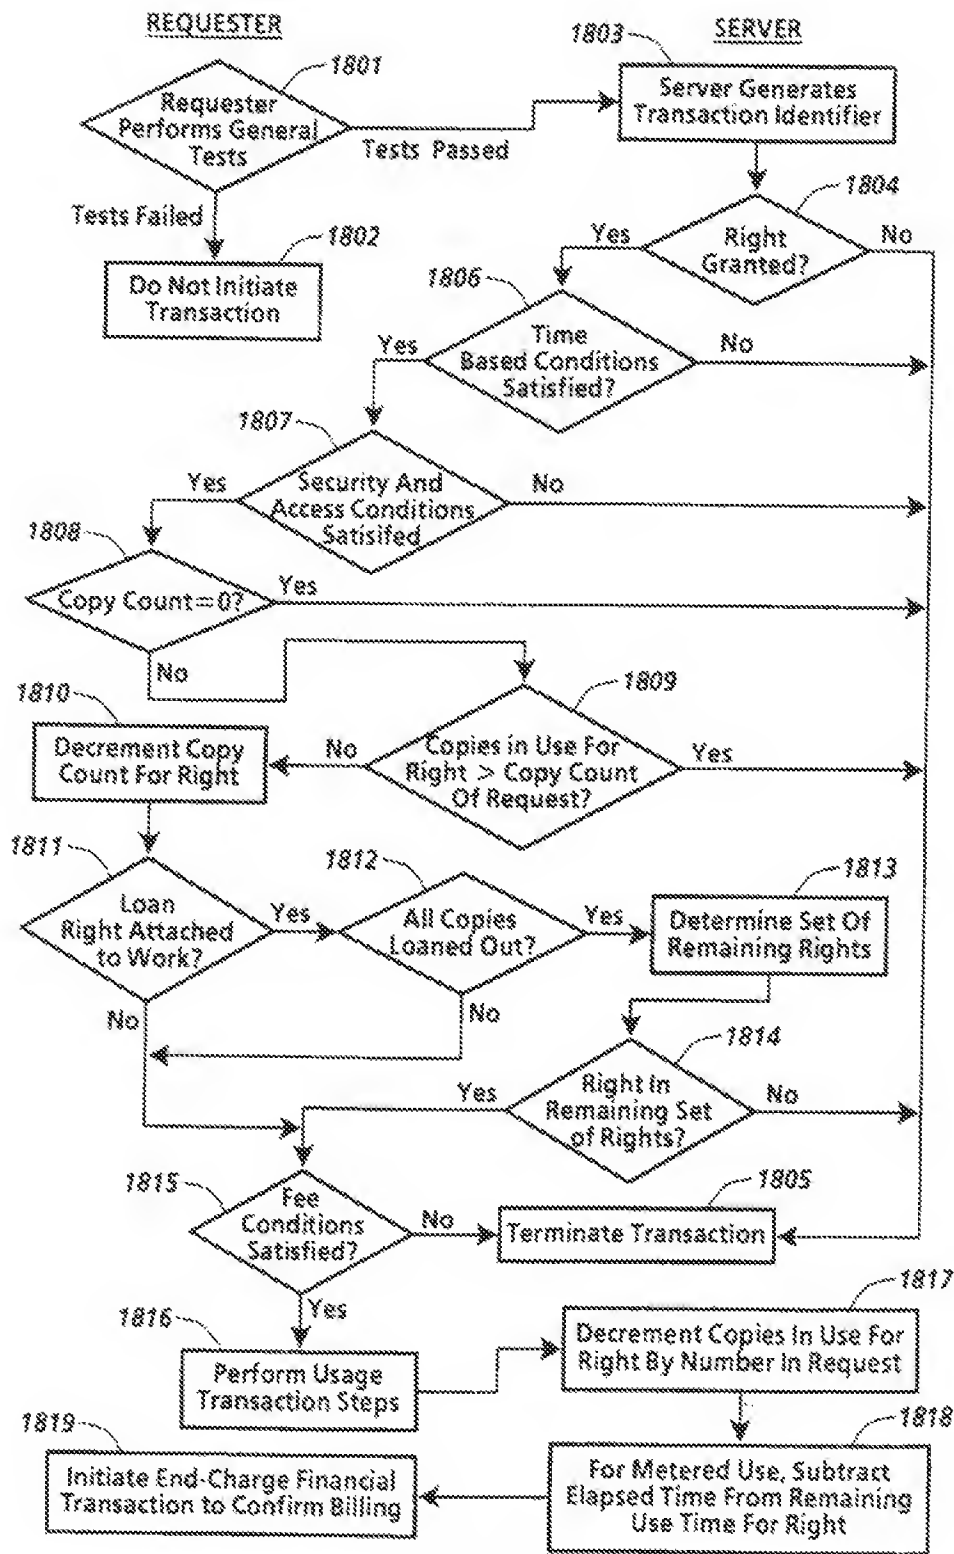 REQUESTER
SERVER
1801
1803
Requester
Performs General
Tests
Server Generates
Transaction Identifier
Tests Passed
Tests Failed
1802
Do Not Initiate
Transaction
1804
Right
Granted?
Yes
No
1806
Time
Based Conditions
Satisfied?
Yes
No
1807
Security And
Access Conditions
Satisifed
Yes
No
1808
Copy Count=0?
Yes
No
1809
Copies in Use For
Right > Copy Count
Of Request?
No
Yes
1810
Decrement Copy
Count For Right
1811
Loan
Right Attached
to Work?
Yes
No
1812
All Copies
Loaned Out?
Yes
No
1813
Determine Set Of
Remaining Rights
1814
Right In
Remaining Set
of Rights?
Yes
No
1815
Fee
Conditions
Satisfied?
No
Yes
1805
Terminate Transaction
1816
Perform Usage
Transaction Steps
1817
Decrement Copies In Use For
Right By Number In Request
1818
For Metered Use, Subtract
Elapsed Time From Remaining
Use Time For Right
1819
Initiate End-Charge Financial
Transaction to Confirm Billing